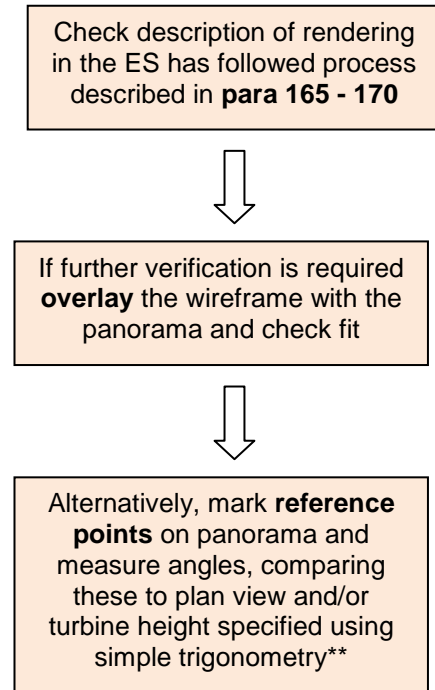 Check description of rendering
in the ES has followed process
described in para 165 - 170
If further verification is required
overlay the wireframe with the
panorama and check fit
Alternatively, mark reference
points on panorama and
measure angles, comparing
these to plan view and/or
turbine height specified using
simple trigonometry**